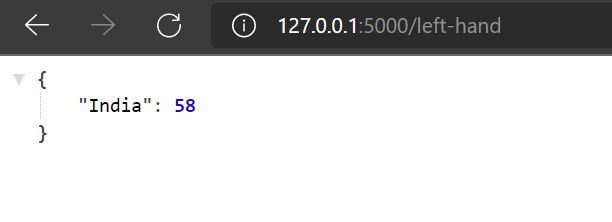 127.0.0.1:5000/left-hand
{
"India": 58
}